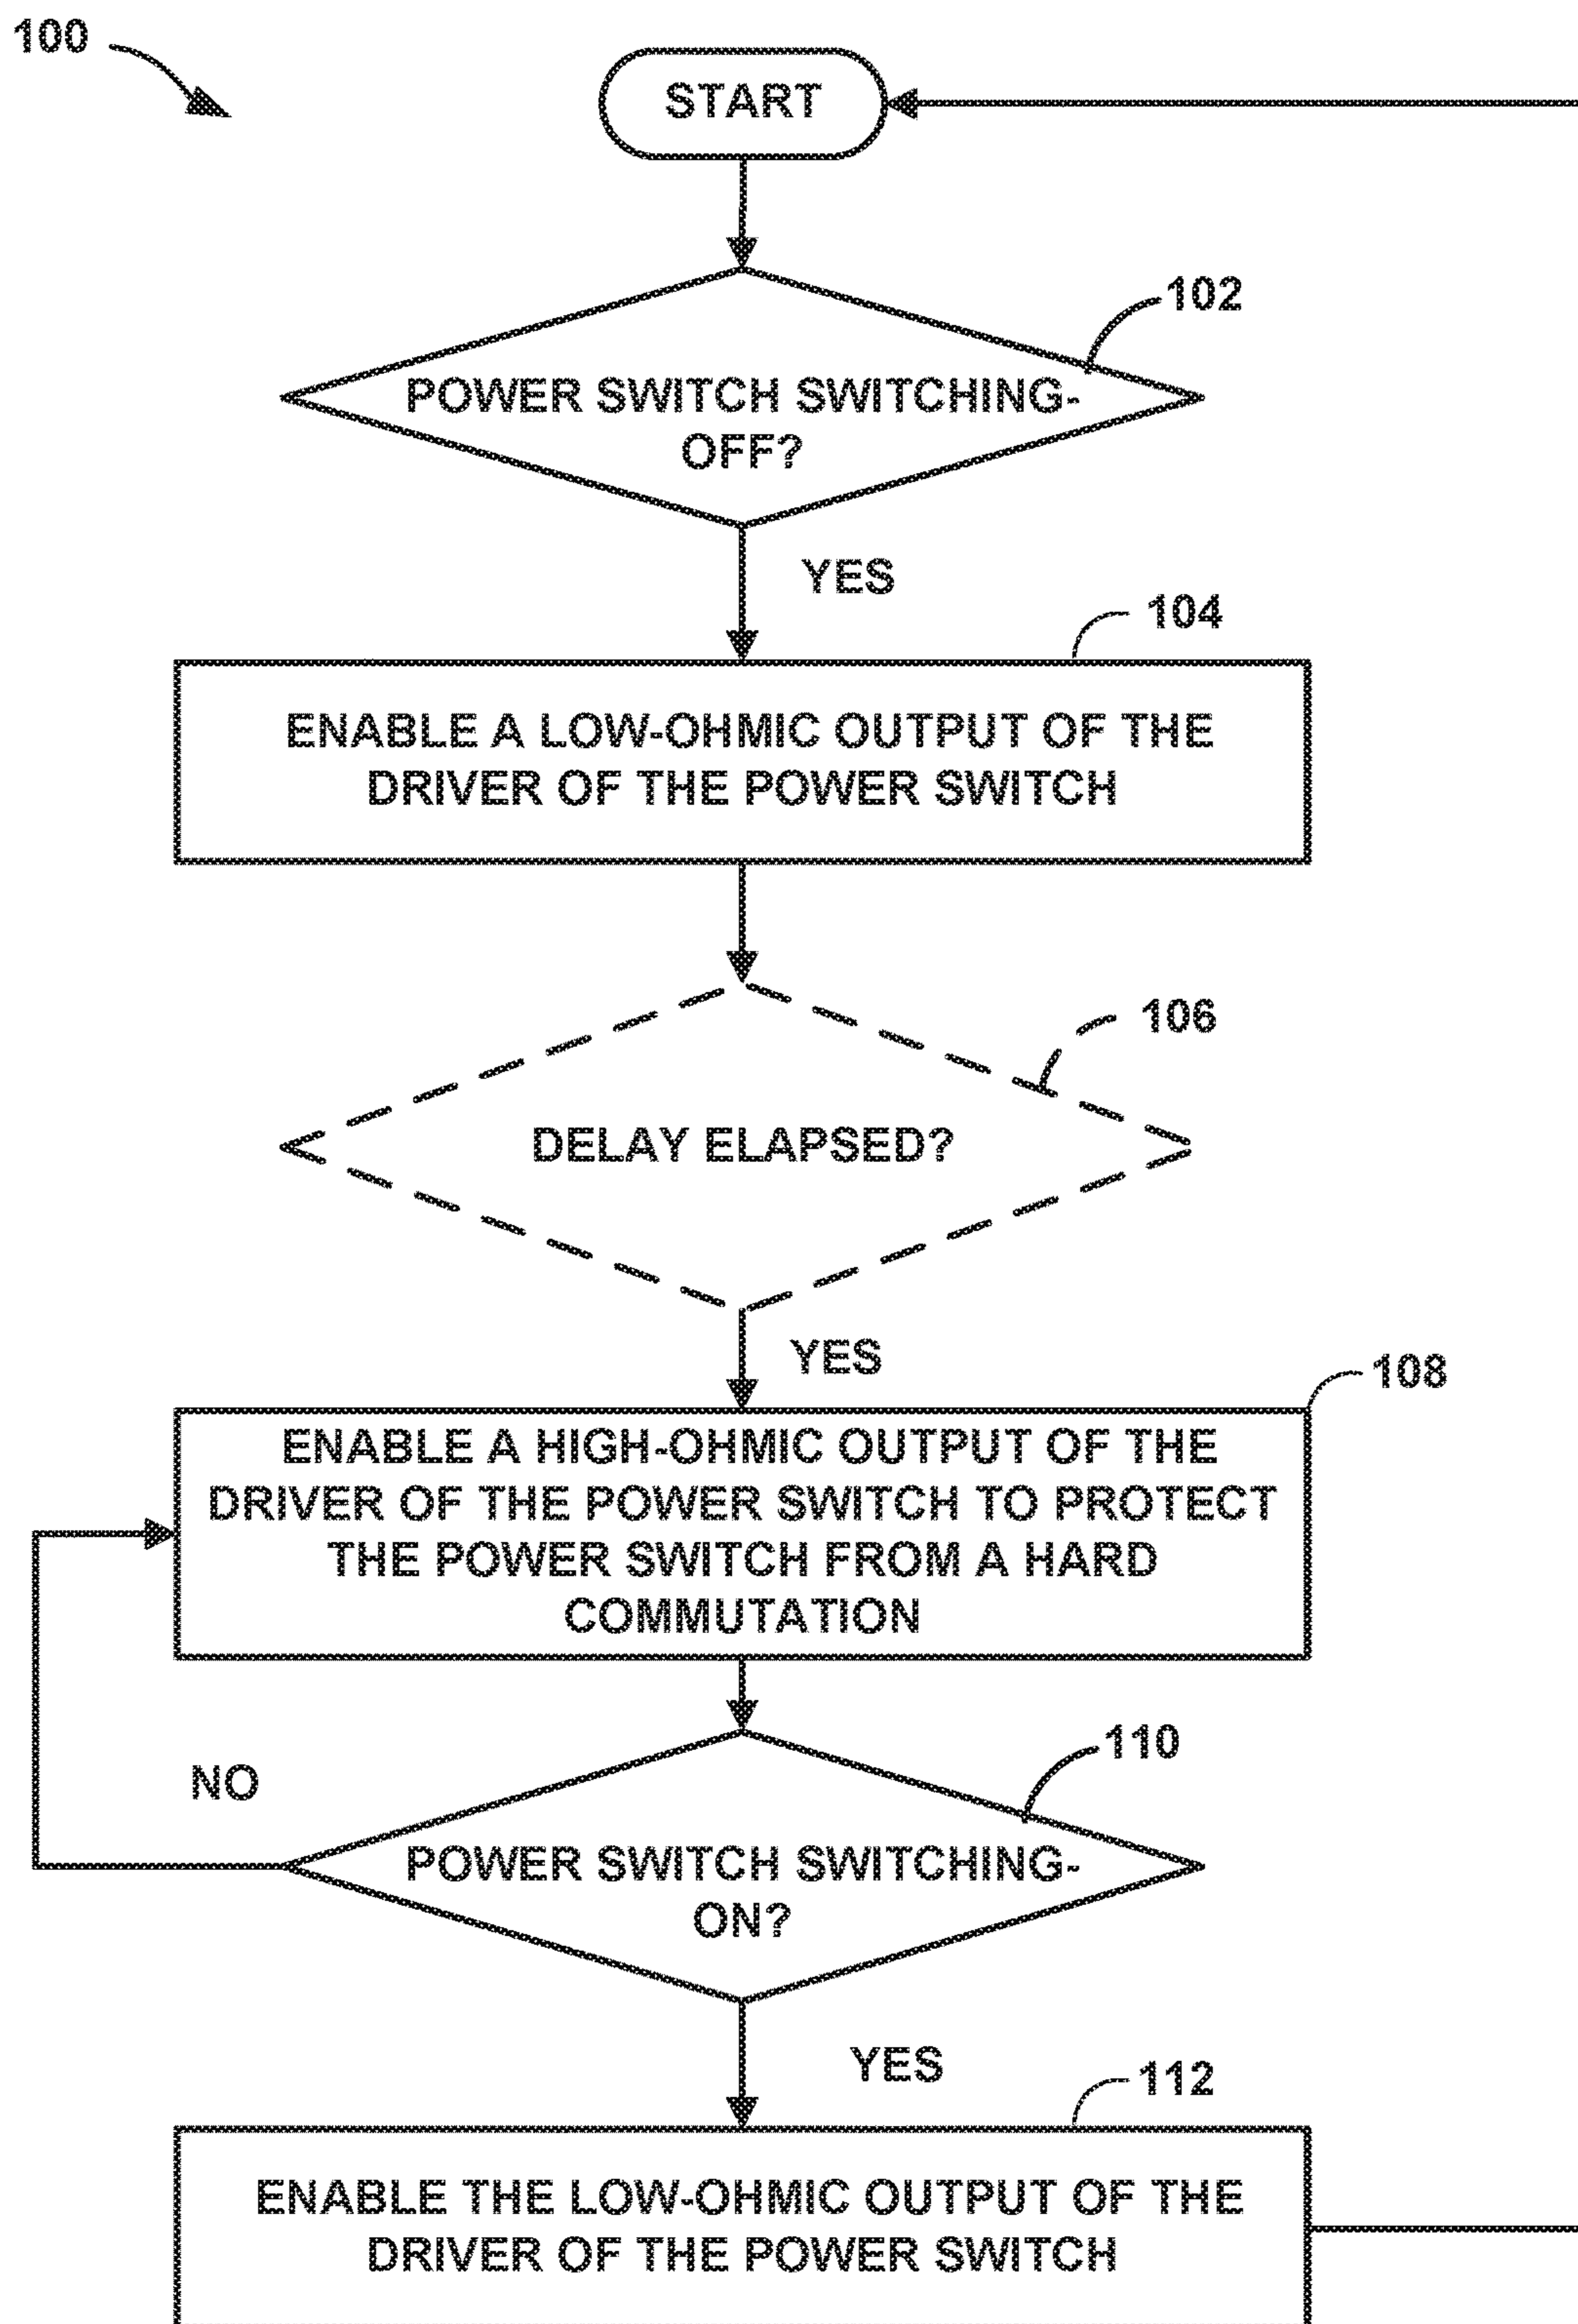 100
START
102
POWER SWITCH SWITCHING-
OFF?
YES
104
ENABLE A LOW-OHMIC OUTPUT OF THE
DRIVER OF THE POWER SWITCH
106
DELAY ELAPSED?
YES
108
ENABLE A HIGH-OHMIC OUTPUT OF THE
DRIVER OF THE POWER SWITCH TO PROTECT
THE POWER SWITCH FROM A HARD
COMMUTATION
110
NO
POWER SWITCH SWITCHING-
ON?
YES
112
ENABLE THE LOW-OHMIC OUTPUT OF THE
DRIVER OF THE POWER SWITCH